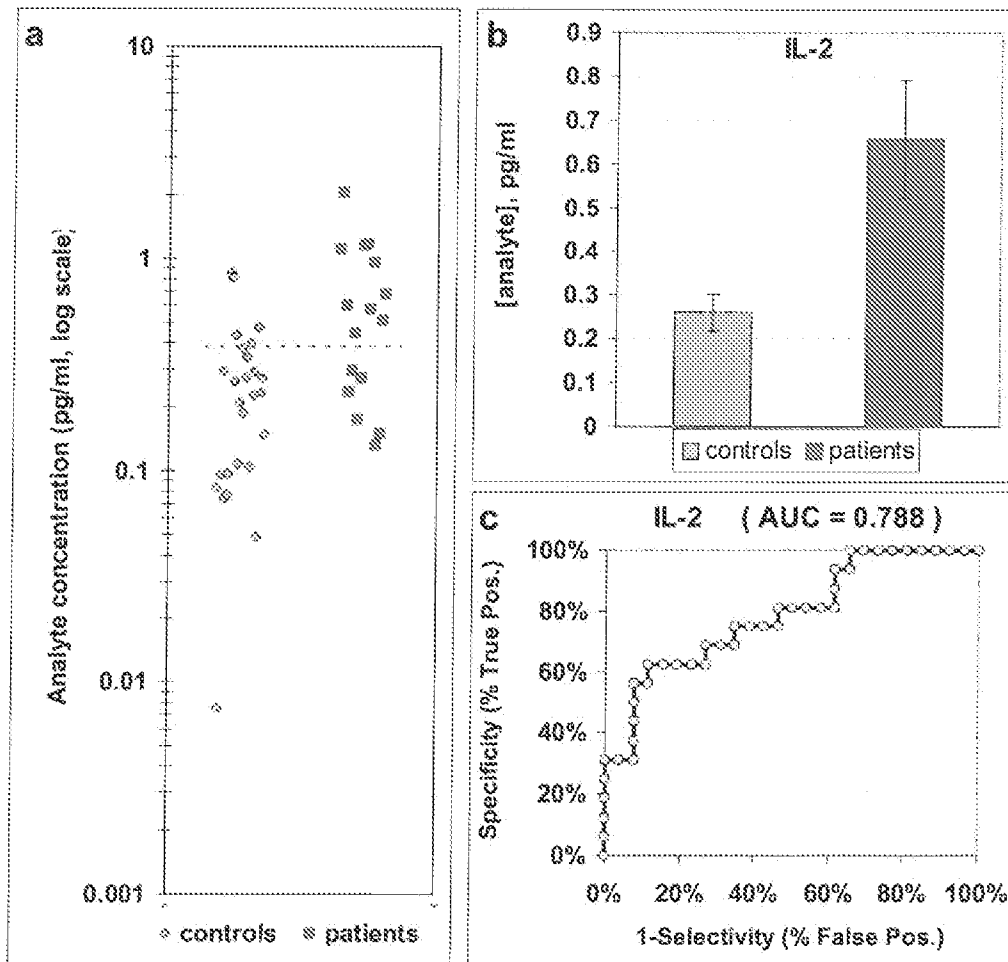 a
10
1
0.1
0.01
0.001
Analyte concentration (pg/ml, log scale)
controls patients
b
IL-2
0.9
0.8
0.7
0.6
0.5
0.4
0.3
0.2
0.1
0
[analyte], pg/ml
controls patients
c
IL-2 ( AUC = 0.788 )
100%
80%
60%
40%
20%
0%
Specificity (% True Pos.)
0% 20% 40% 60% 80% 100%
1-Selectivity (% False Pos.)